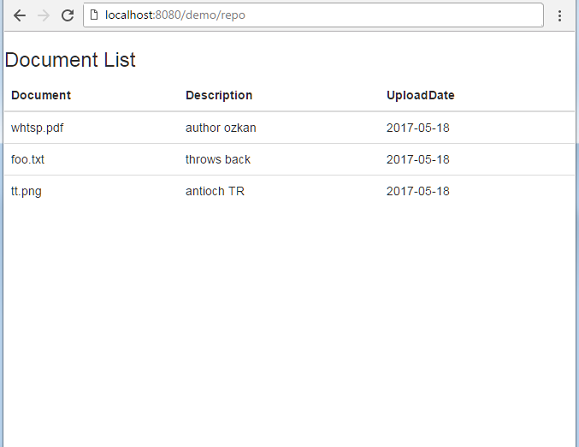 localhost:8080/demo/repo
Document List
Document Description UploadDate
whtsp.pdf author ozkan 2017-05-18
foo.txt throws back 2017-05-18
tt.png antioch TR 2017-05-18